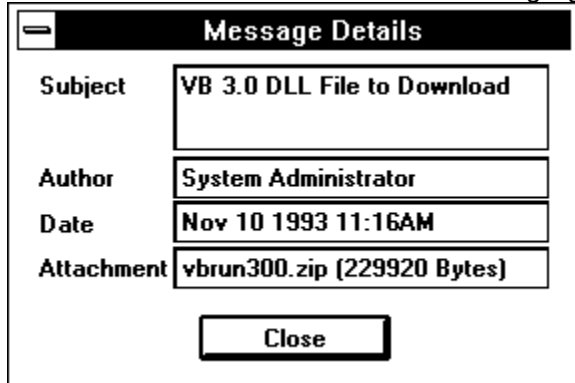 Message Details
Subject VB 3.0 DLL File to Download
Author System Administrator
Date Nov 10 1993 11:16AM
Attachment vbrun300.zip (229920 Bytes)
Close